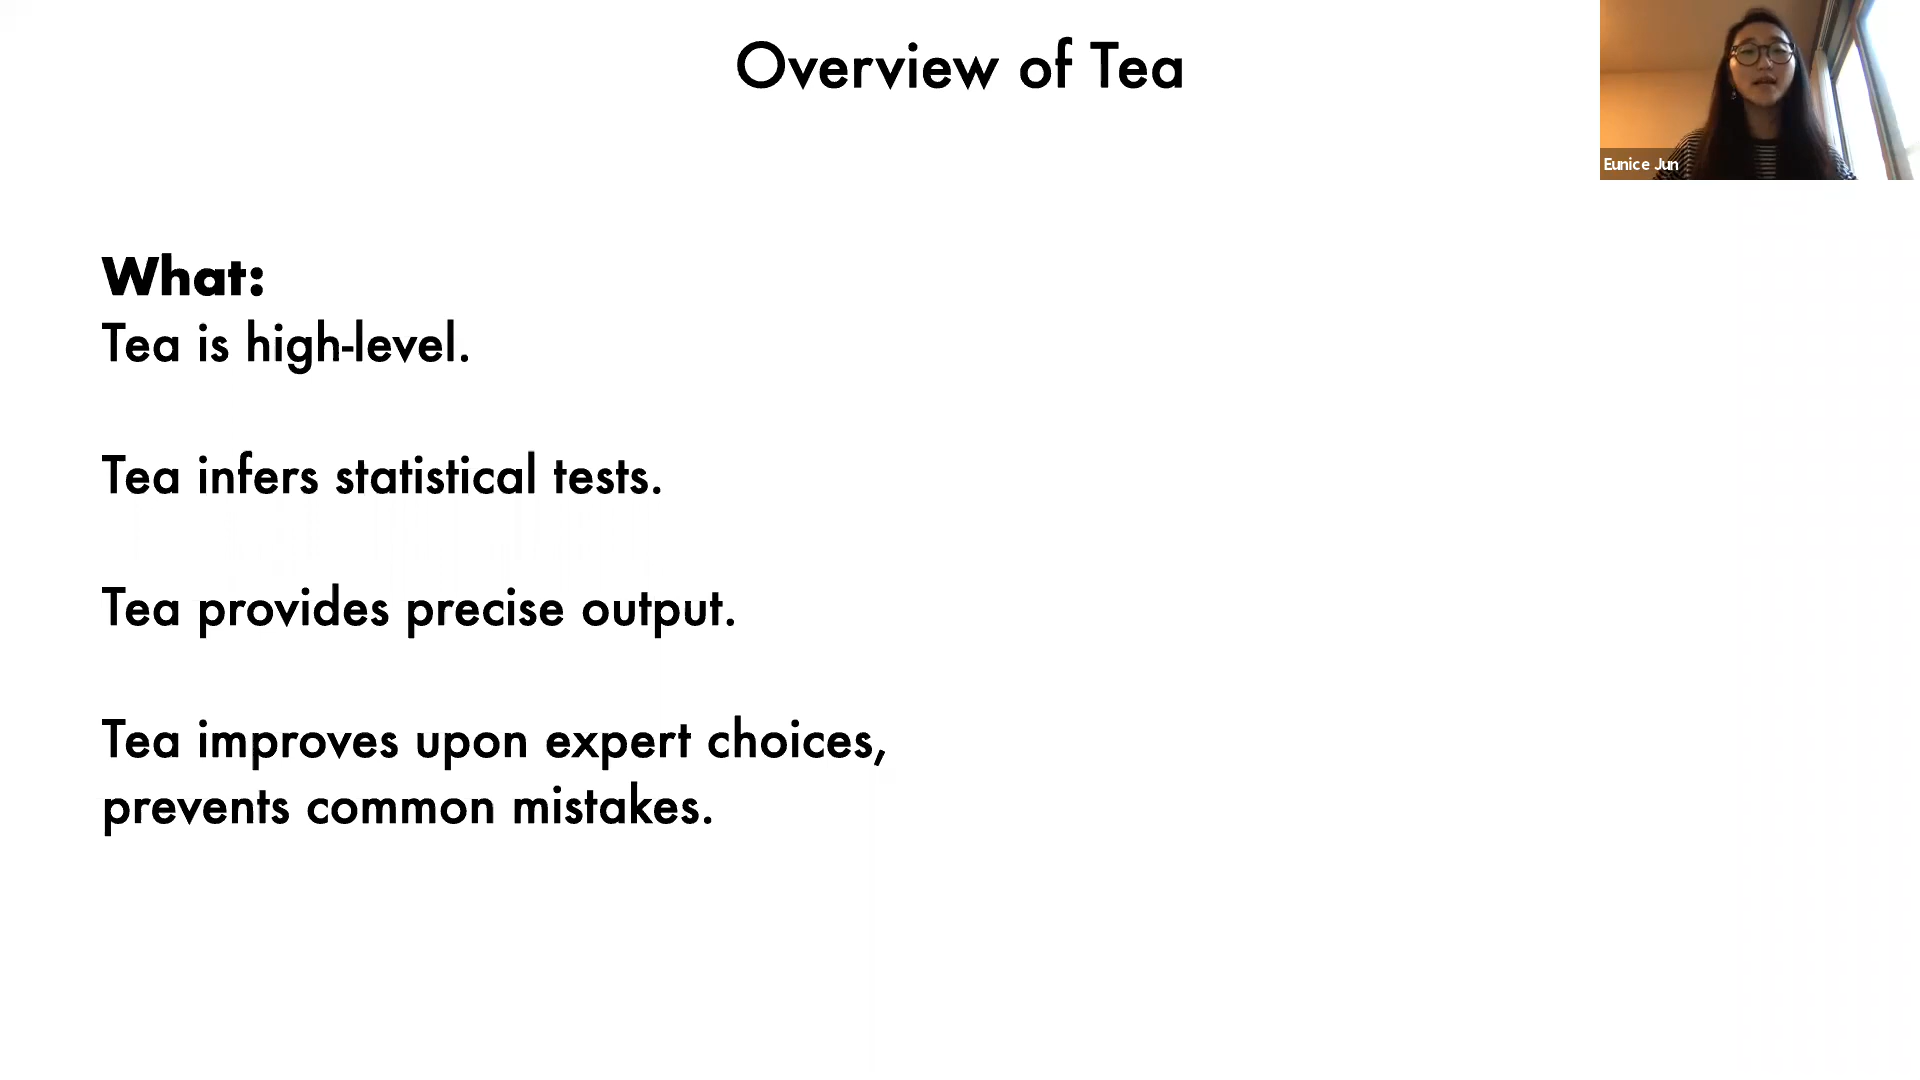 Overview of Tea
Eunice Jun
What:
Tea is high-level.
Tea infers statistical tests.
Tea provides precise output.
Tea improves upon expert choices,
prevents common mistakes.